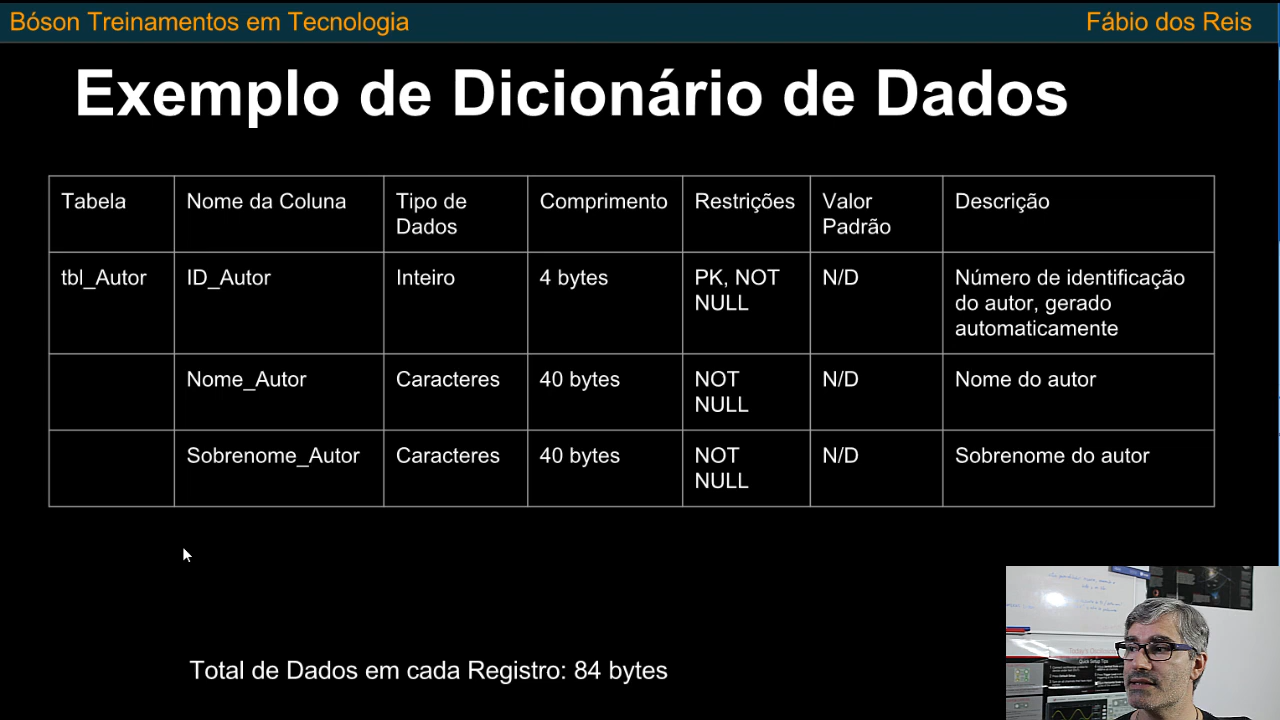 Bóson Treinamentos em Tecnologia
Fábio dos Reis
Exemplo de Dicionário de Dados
Tabela
Nome da Coluna
Tipo de
Dados
Comprimento
Restrições
Valor
Padrão
Descrição
tbl_Autor
ID_Autor
Inteiro
4 bytes
PK, NOT
NULL
N/D
Número de identificação
do autor, gerado
automaticamente
Nome_Autor
Caracteres
40 bytes
NOT
NULL
N/D
Nome do autor
Sobrenome_Autor
Caracteres
40 bytes
NOT
NULL
N/D
Sobrenome do autor
Total de Dados em cada Registro: 84 bytes
Quick Setup Tips